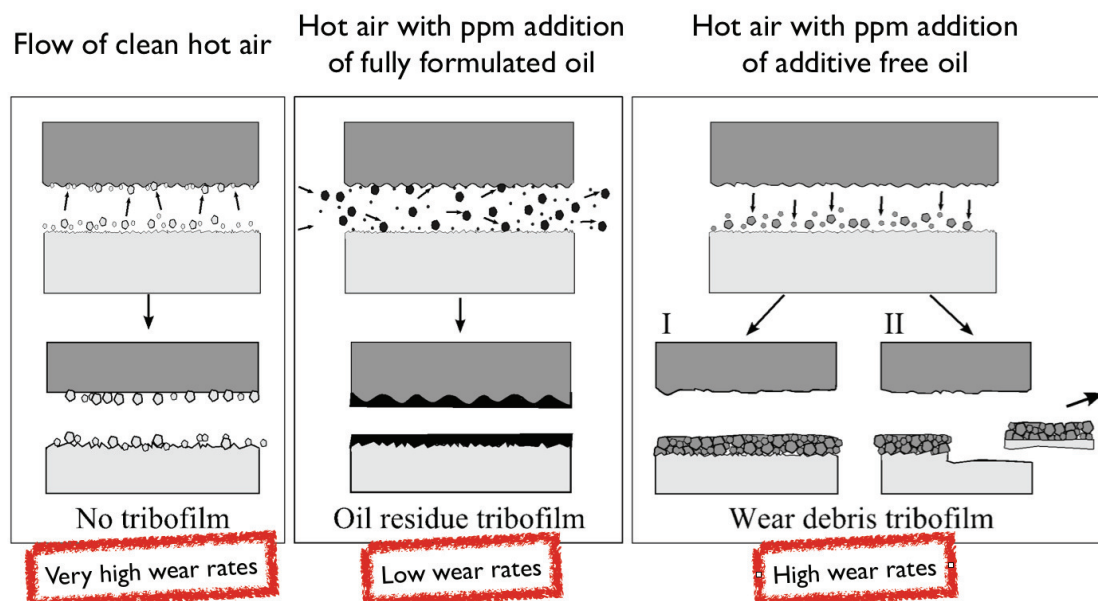 Flow of clean hot air
Hot air with ppm addition
of fully formulated oil
Hot air with ppm addition
of additive free oil
I
II
No tribofilm
Oil residue tribofilm
Wear debris tribofilm
Very high wear rates
Low wear rates
High wear rates